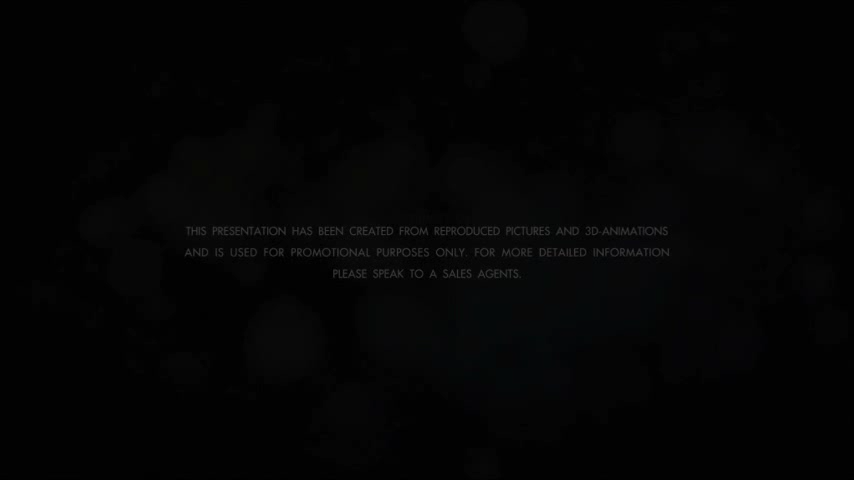 THIS PRESENTATION HAS BEEN CREATED FROM REPRODUCED PICTURES AND 3D-ANIMATIONS
AND IS USED FOR PROMOTIONAL PURPOSES ONLY. FOR MORE DETAILED INFORMATION
PLEASE SPEAK TO A SALES AGENTS.